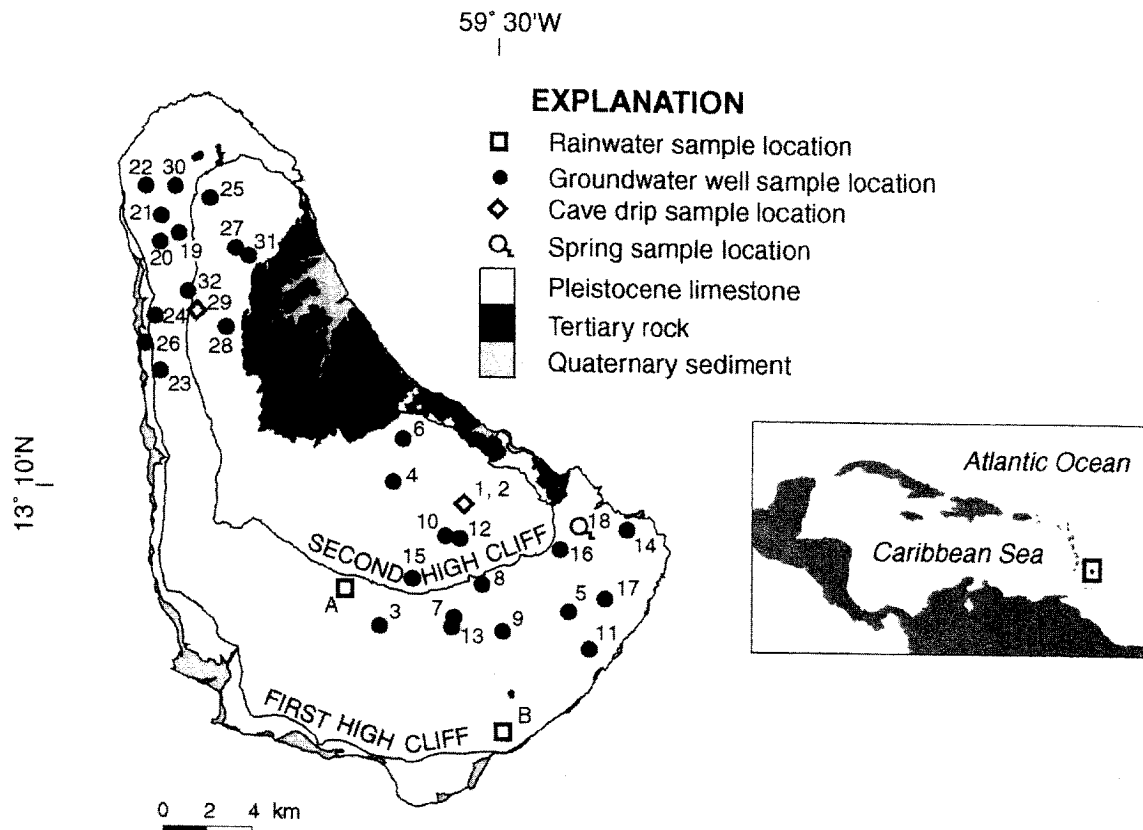 59° 30'W
EXPLANATION
Rainwater sample location
Groundwater well sample location
Cave drip sample location
Spring sample location
Pleistocene limestone
Tertiary rock
Quaternary sediment
22 30
25
21
19
20
27
31
32
29
24
28
26
23
13° 10'N
6
4
1, 2
10
12
18
14
16
15
SECOND HIGH CLIFF
8
A
3
7
13
9
5
17
11
FIRST HIGH CLIFF
B
Atlantic Ocean
Caribbean Sea
0 2 4 km